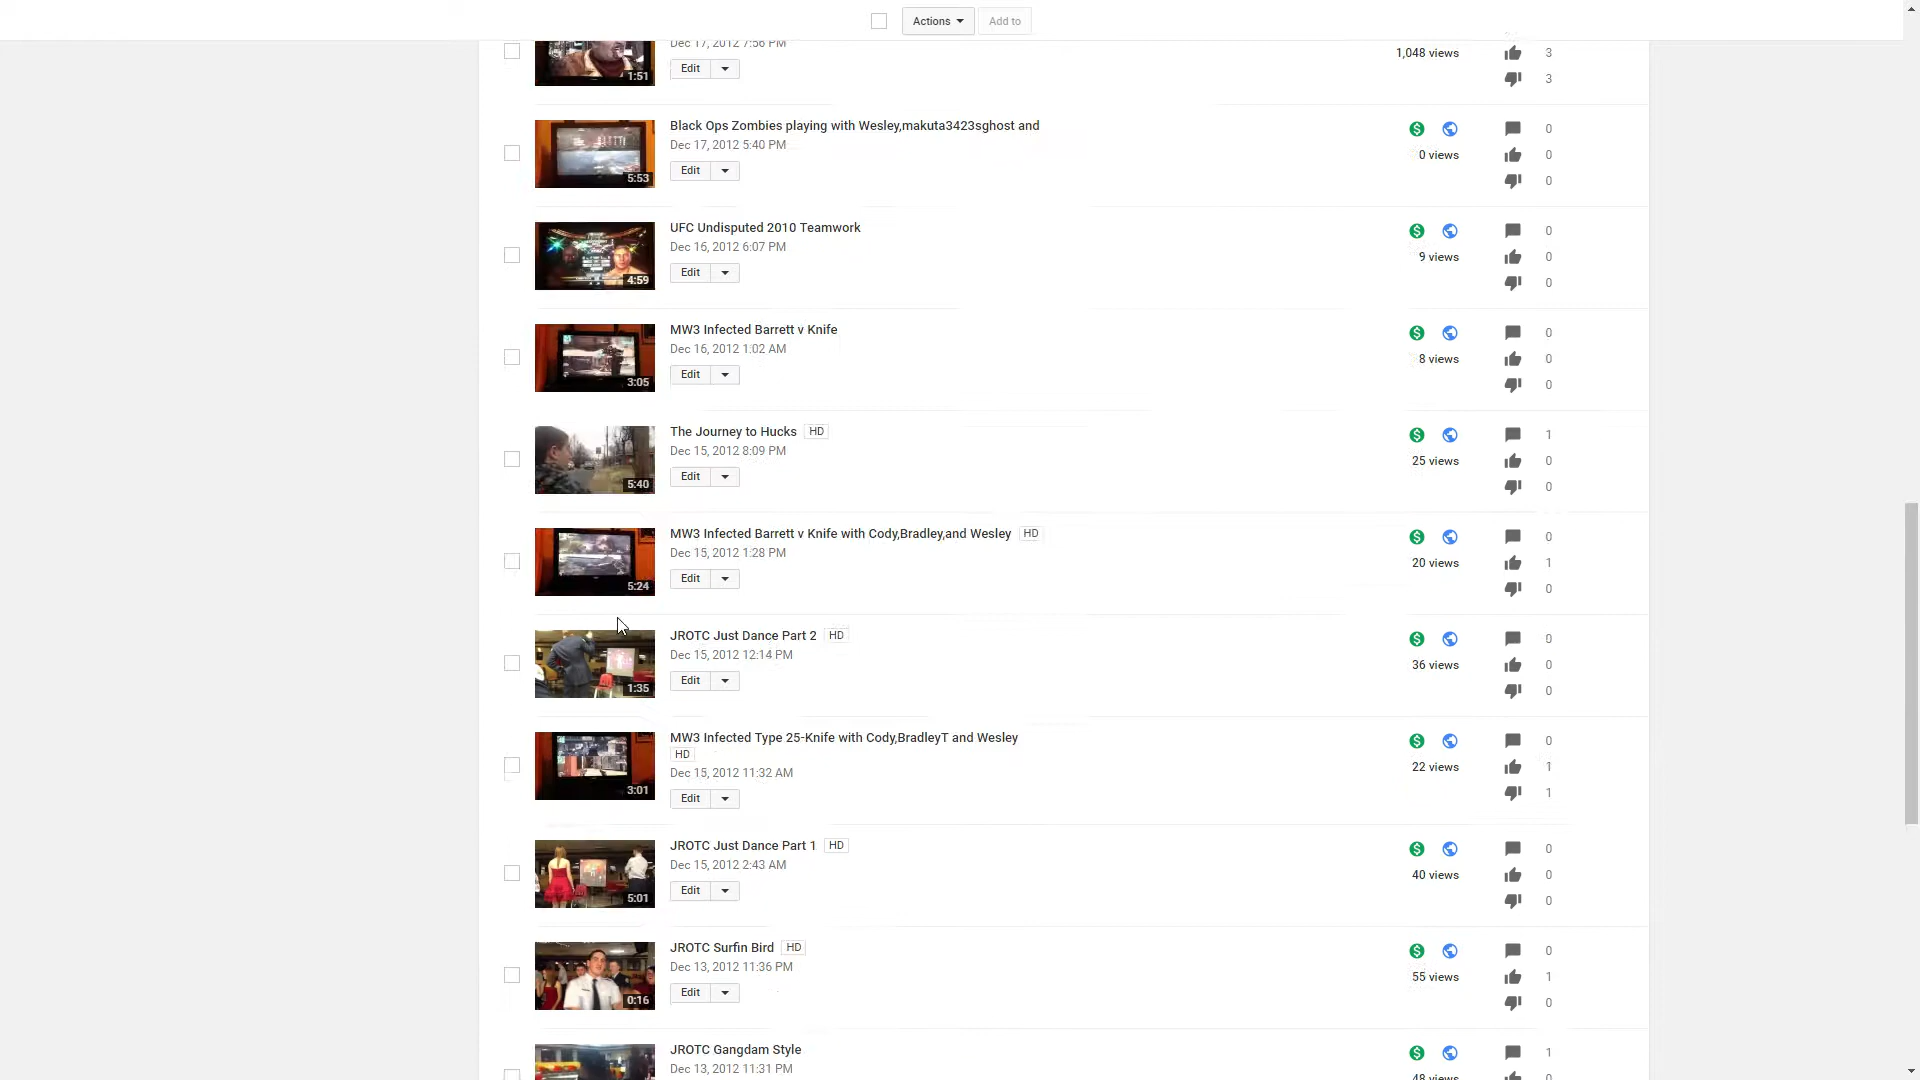 Actions
Add to
Dec 17, 2012 7:56 PM
1,048 views
3
1:51
Edit
3
Black Ops Zombies playing with Wesley,makuta3423sghost and
0
Dec 17, 2012 5:40 PM
0 views
0
5:53
Edit
0
UFC Undisputed 2010 Teamwork
0
Dec 16, 2012 6:07 PM
9 views
0
4:59
Edit
0
MW3 Infected Barrett v Knife
0
Dec 16, 2012 1:02 AM
8 views
0
3:05
Edit
0
The Journey to Hucks HD
1
Dec 15, 2012 8:09 PM
25 views
0
5:40
Edit
0
MW3 Infected Barrett v Knife with Cody,Bradley,and Wesley HD
0
Dec 15, 2012 1:28 PM
20 views
1
5:24
Edit
0
JROTC Just Dance Part 2 HD
0
Dec 15, 2012 12:14 PM
36 views
0
1:35
Edit
0
MW3 Infected Type 25-Knife with Cody,BradleyT and Wesley
HD
0
Dec 15, 2012 11:32 AM
22 views
1
3:01
Edit
1
JROTC Just Dance Part 1 HD
0
Dec 15, 2012 2:43 AM
40 views
0
5:01
Edit
0
JROTC Surfin Bird HD
0
Dec 13, 2012 11:36 PM
55 views
1
0:16
Edit
0
JROTC Gangdam Style
1
Dec 13, 2012 11:31 PM
48 views
0